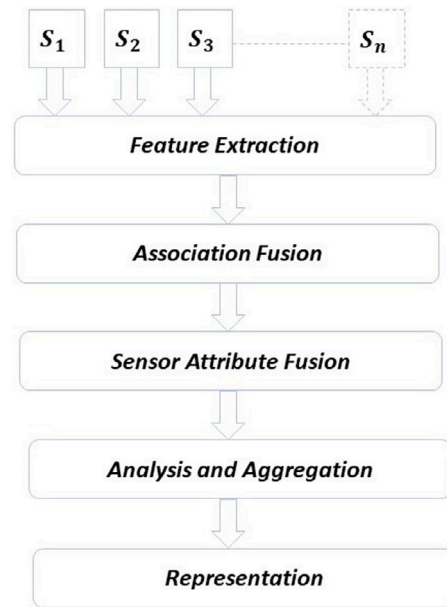 S₁ S₂ S₃ Sₙ
Feature Extraction
Association Fusion
Sensor Attribute Fusion
Analysis and Aggregation
Representation